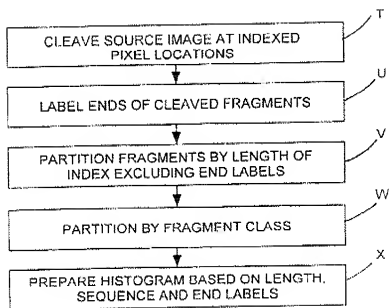 T
CLEAVE SOURCE IMAGE AT INDEXED
PIXEL LOCATIONS
U
LABEL ENDS OF CLEAVED FRAGMENTS
V
PARTITION FRAGMENTS BY LENGTH OF
INDEX EXCLUDING END LABELS
W
PARTITION BY FRAGMENT CLASS
X
PREPARE HISTOGRAM BASED ON LENGTH,
SEQUENCE AND END LABELS